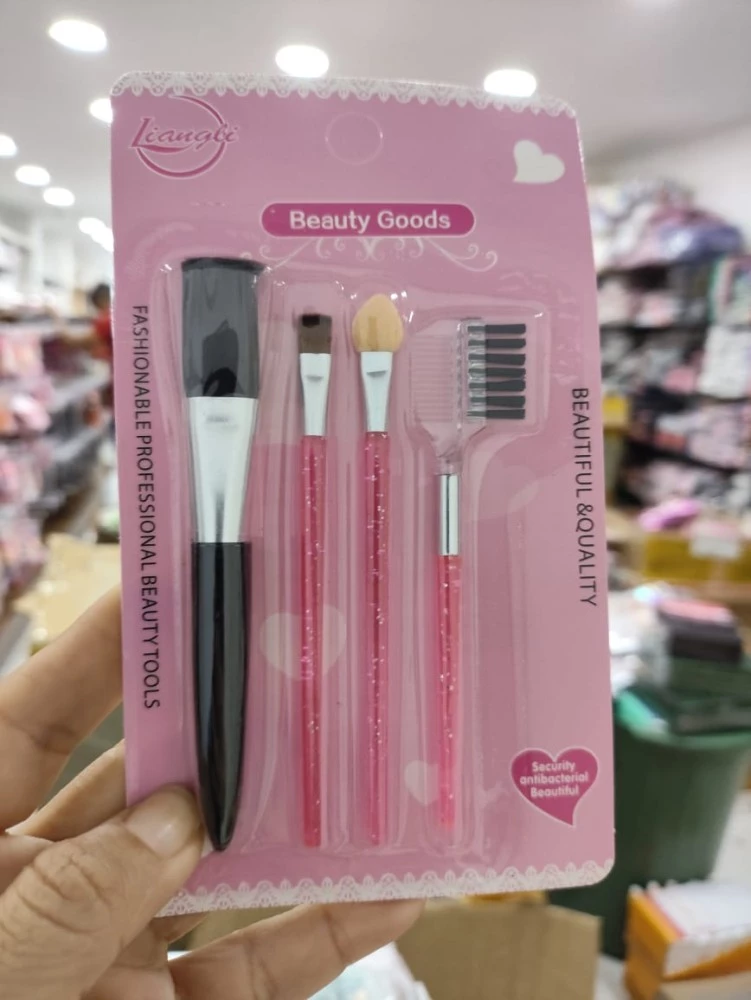 Liangli
Beauty Goods
FASHIONABLE PROFESSIONAL BEAUTY TOOLS
BEAUTIFUL &QUALITY
Security
antibacterial
Beautiful